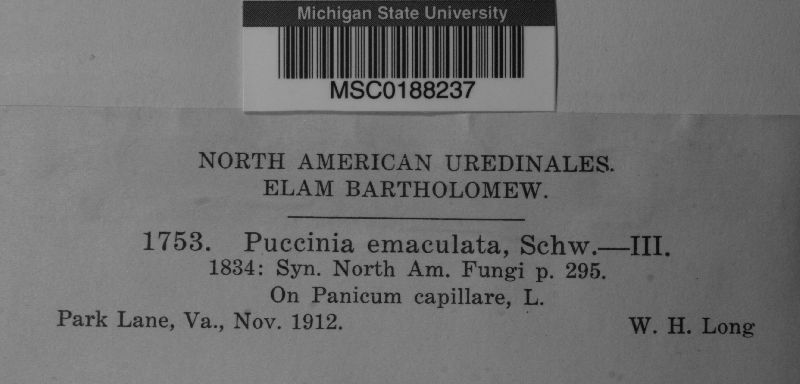 Michigan State University
MSC0188237
NORTH AMERICAN UREDINALES.
ELAM BARTHOLOMEW.
1753. Puccinia emaculata, Schw.—III.
1834: Syn. North Am. Fungi p. 295.
On Panicum capillare, L.
Park Lane, Va., Nov. 1912. W. H. Long